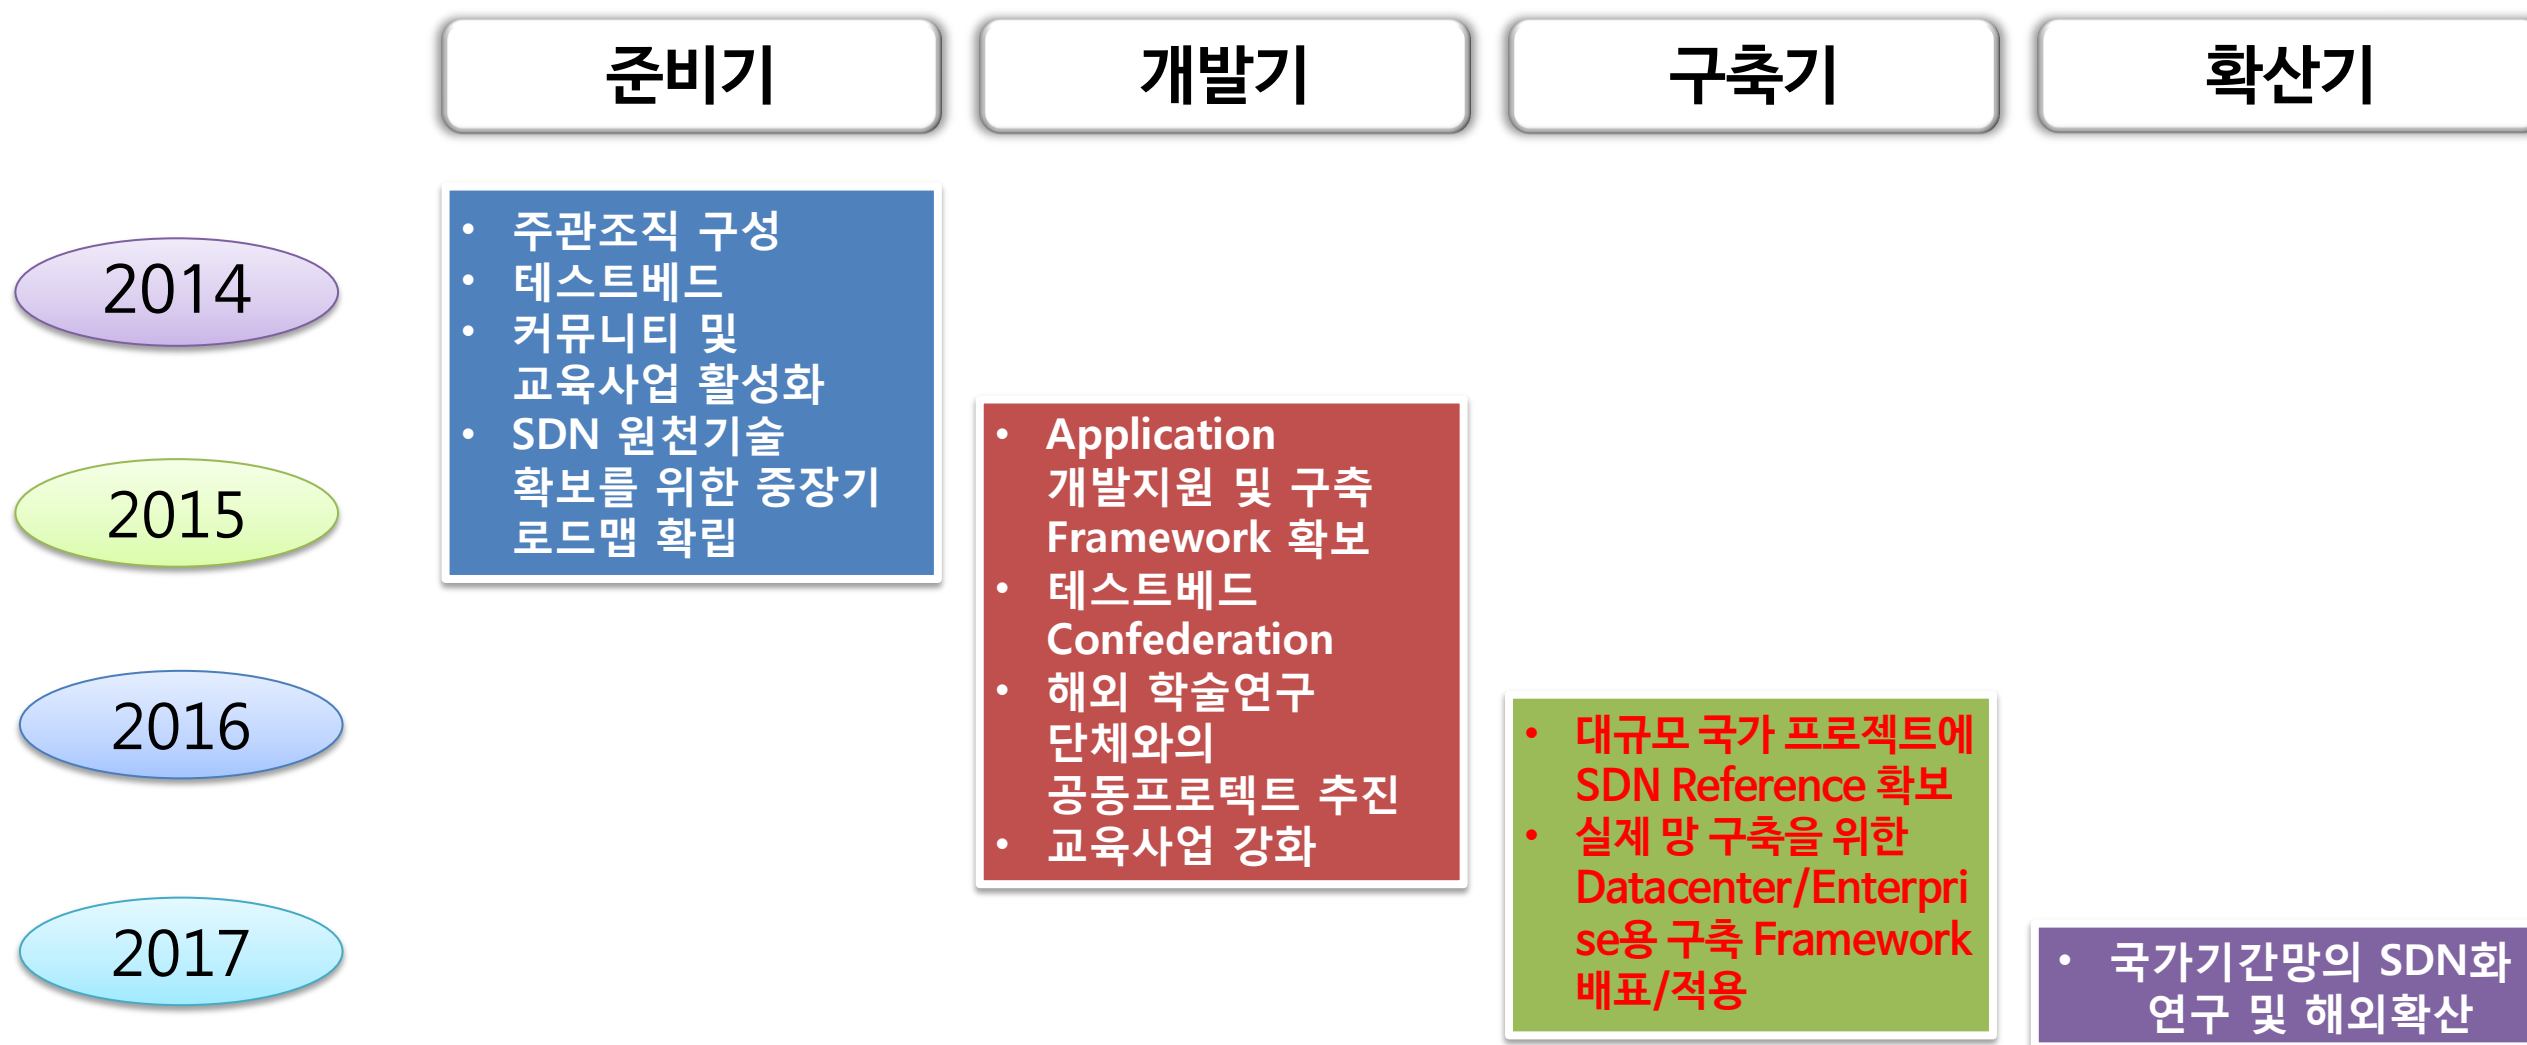 준비기
개발기
구축기
확산기
2014
2015
2016
2017
• 주관조직 구성
• 테스트베드
• 커뮤니티 및
교육사업 활성화
• SDN 원천기술
확보를 위한 중장기
로드맵 확립
• Application
개발지원 및 구축
Framework 확보
• 테스트베드
Confederation
• 해외 학술연구
단체와의
공동프로텍트 추진
• 교육사업 강화
• 대규모 국가 프로젝트에
SDN Reference 확보
• 실제 망 구축을 위한
Datacenter/Enterpri
se용 구축 Framework
배표/적용
• 국가기간망의 SDN화
연구 및 해외확산